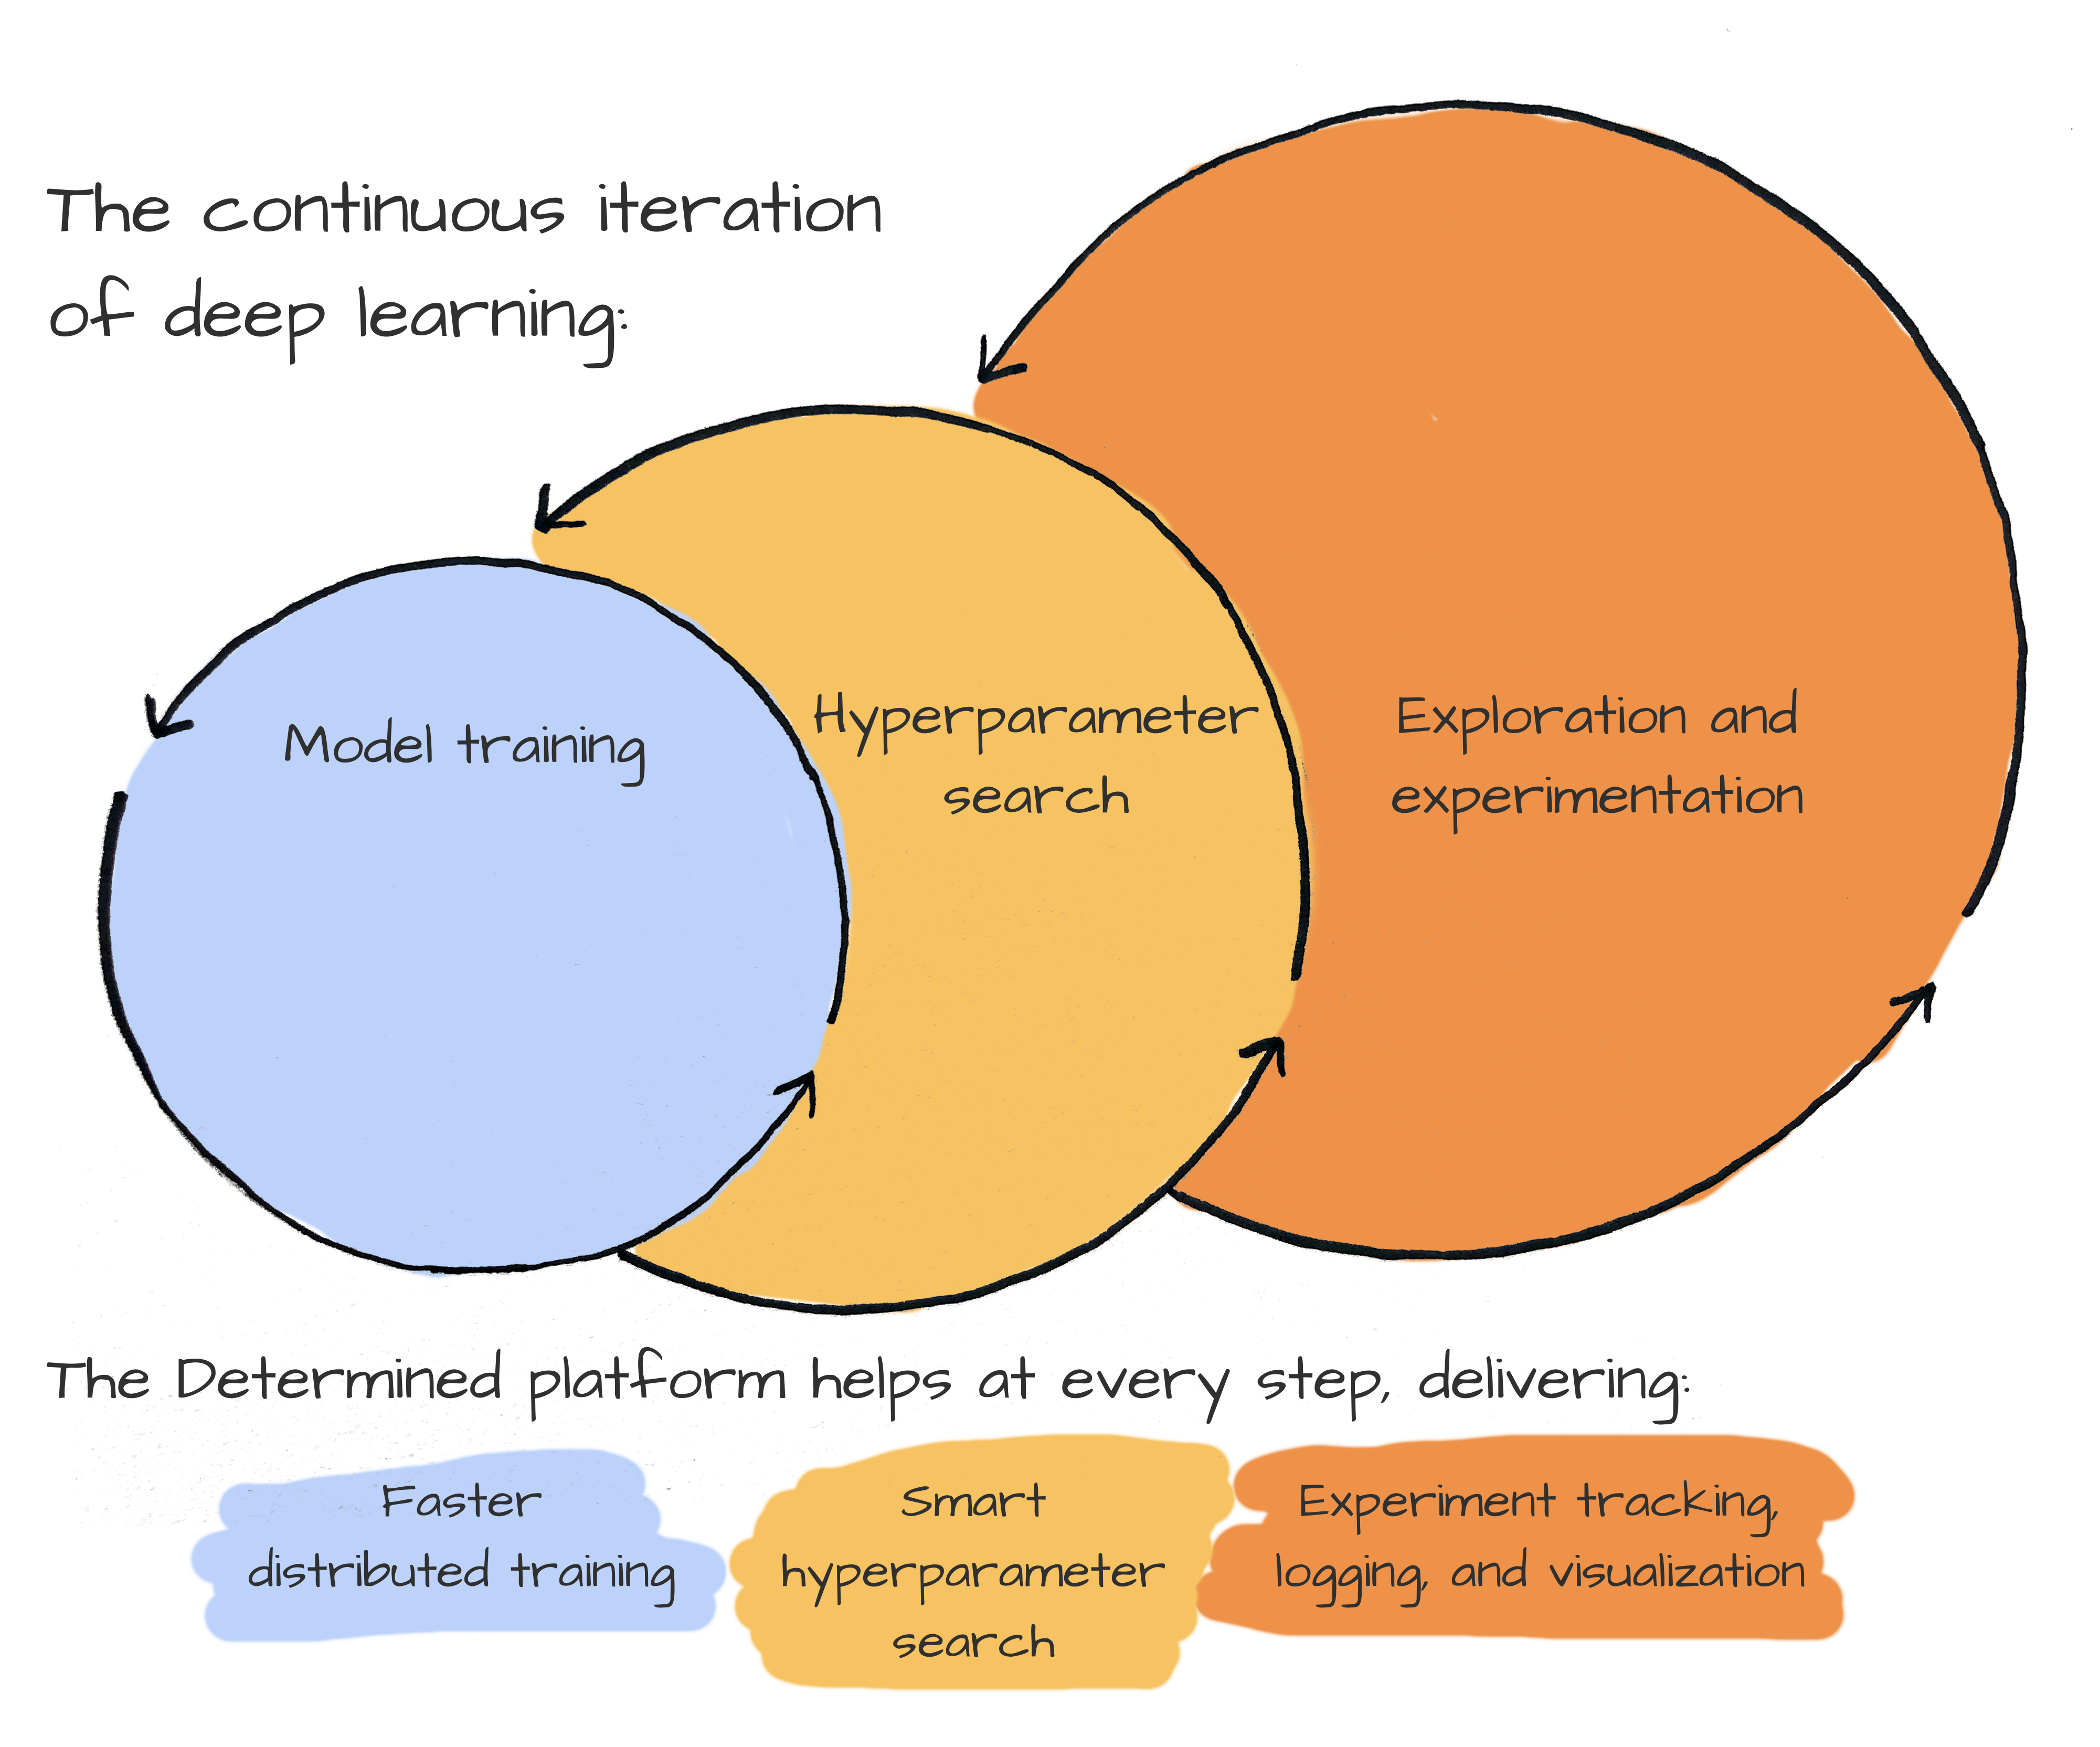 The continuous iteration
of deep learning:
Model training
Hyperparameter
search
Exploration and
experimentation
The Determined platform helps at every step, delivering:
Faster
distributed training
Smart
hyperparameter
search
Experiment tracking,
logging, and visualization